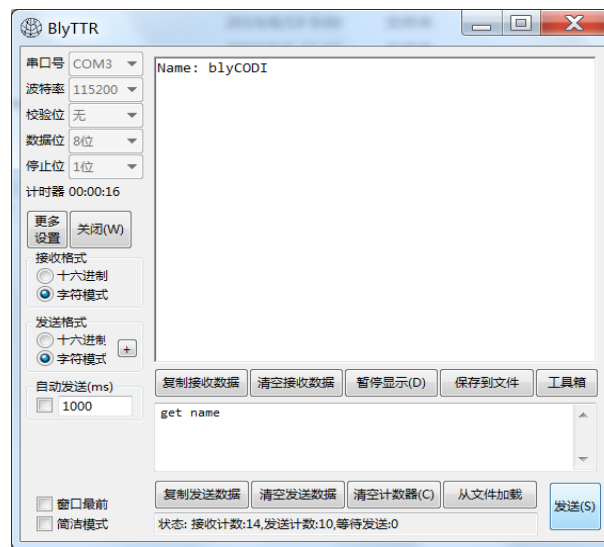 BlyTTR
串口号 COM3
波特率 115200
校验位 无
数据位 8位
停止位 1位
计时器 00:00:16
更多设置 关闭(W)
接收格式
十六进制
字符模式
发送格式
十六进制
字符模式 +
自动发送(ms)
1000
窗口最前
简洁模式
Name: blyCODI
复制接收数据 清空接收数据 暂停显示(D) 保存到文件 工具箱
get name
复制发送数据 清空发送数据 清空计数器(C) 从文件加载 发送(S)
状态: 接收计数:14,发送计数:10,等待发送:0